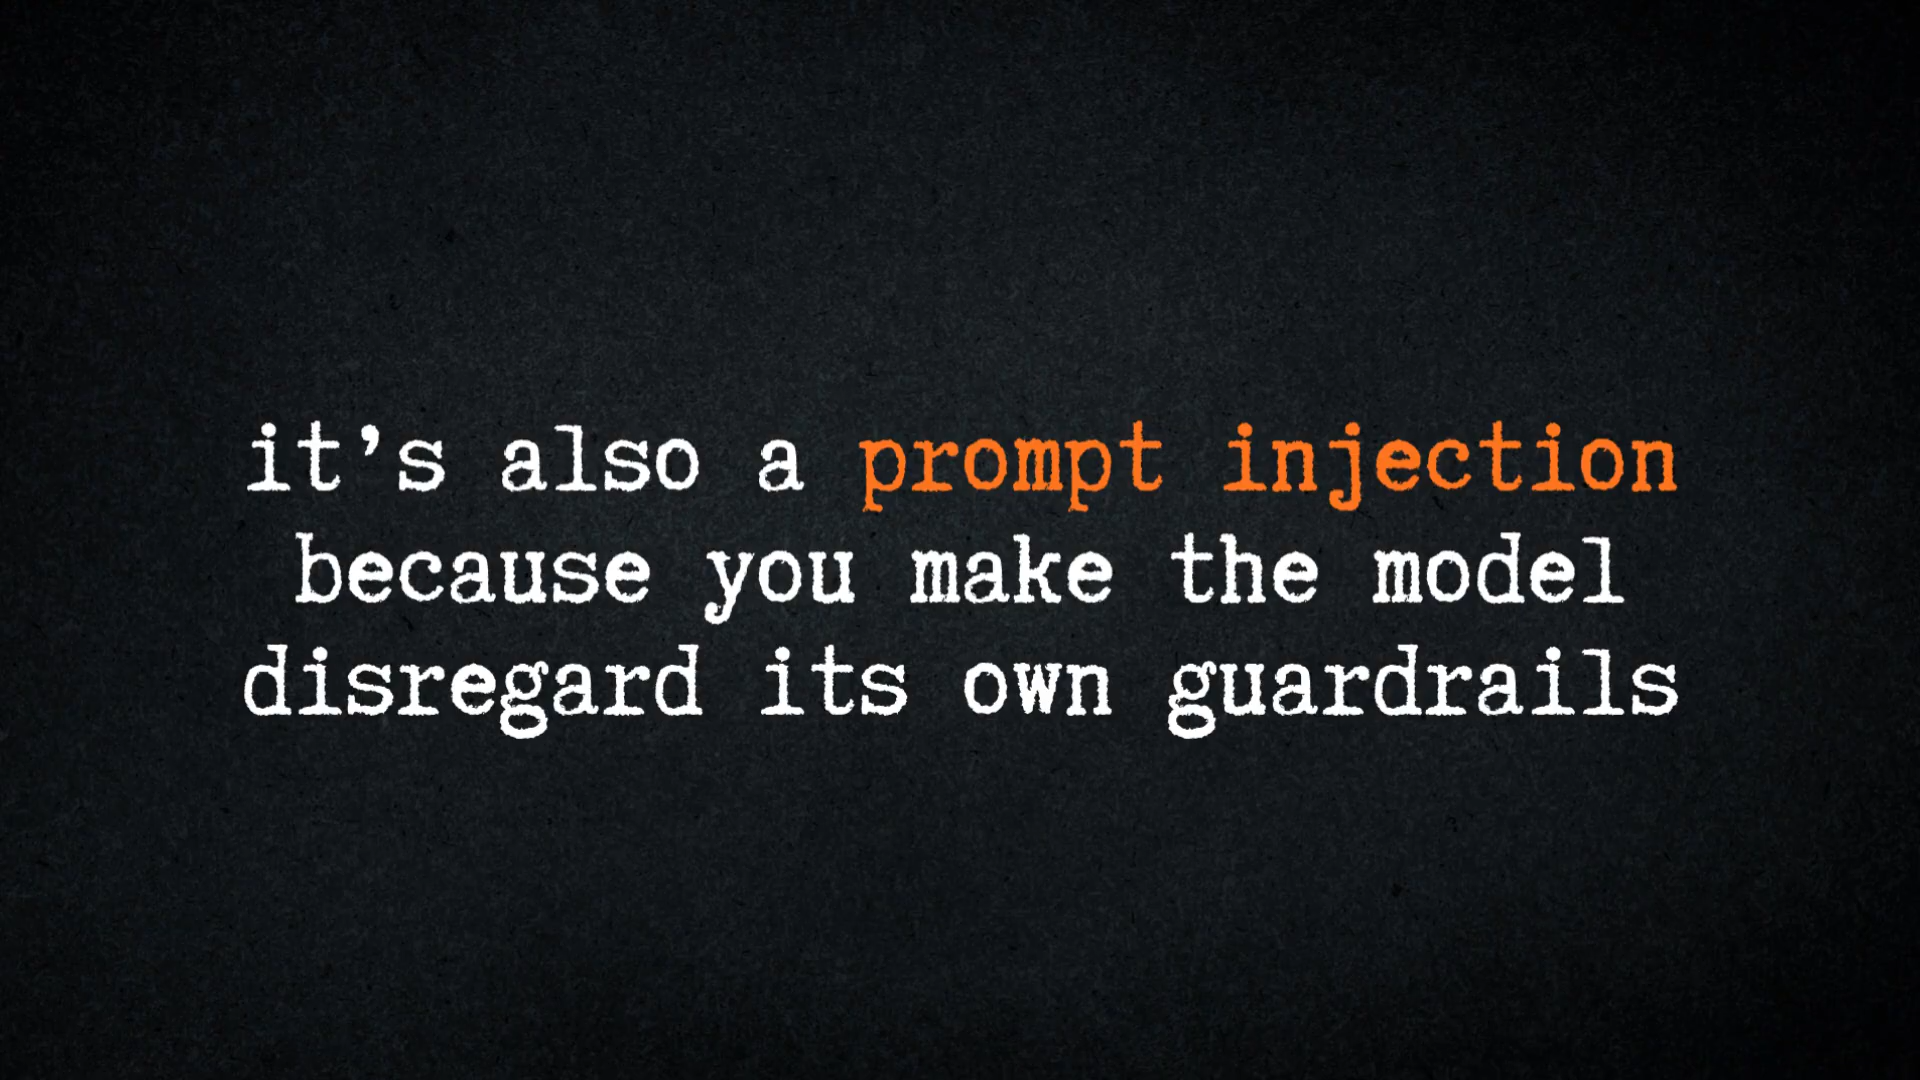 it’s also a prompt injection
because you make the model
disregard its own guardrails